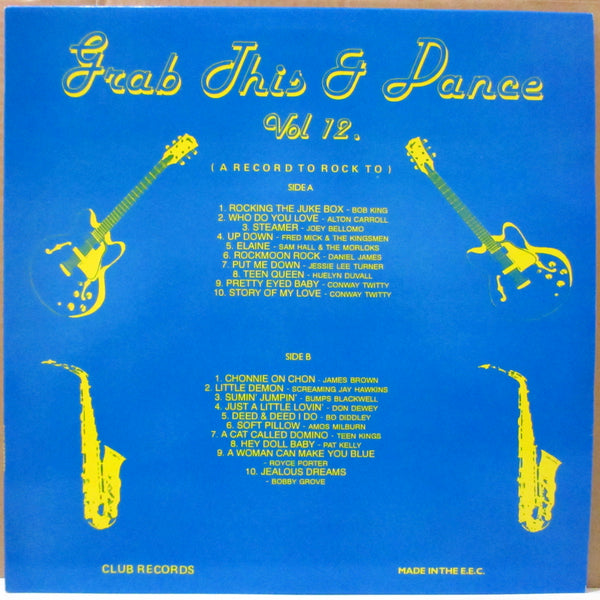 Grab This & Dance
Vol 12.
( A RECORD TO ROCK TO )
SIDE A
1. ROCKING THE JUKE BOX - BOB KING
2. WHO DO YOU LOVE - ALTON CARROLL
3. STEAMER - JOEY BELLOMO
4. UP DOWN - FRED MICK & THE KINGSMEN
5. ELAINE - SAM HALL & THE MORLOKS
6. ROCKMOON ROCK - DANIEL JAMES
7. PUT ME DOWN - JESSIE LEE TURNER
8. TEEN QUEEN - HUELYN DUVALL
9. PRETTY EYED BABY - CONWAY TWITTY
10. STORY OF MY LOVE - CONWAY TWITTY
SIDE B
1. CHONNIE ON CHON - JAMES BROWN
2. LITTLE DEMON - SCREAMING JAY HAWKINS
3. SUMIN' JUMPIN' - BUMPS BLACKWELL
4. JUST A LITTLE LOVIN' - DON DEWEY
5. DEED & DEED I DO - BO DIDDLEY
6. SOFT PILLOW - AMOS MILBURN
7. A CAT CALLED DOMINO - TEEN KINGS
8. HEY DOLL BABY - PAT KELLY
9. A WOMAN CAN MAKE YOU BLUE
- ROYCE PORTER
10. JEALOUS DREAMS
- BOBBY GROVE
CLUB RECORDS
MADE IN THE E.E.C.